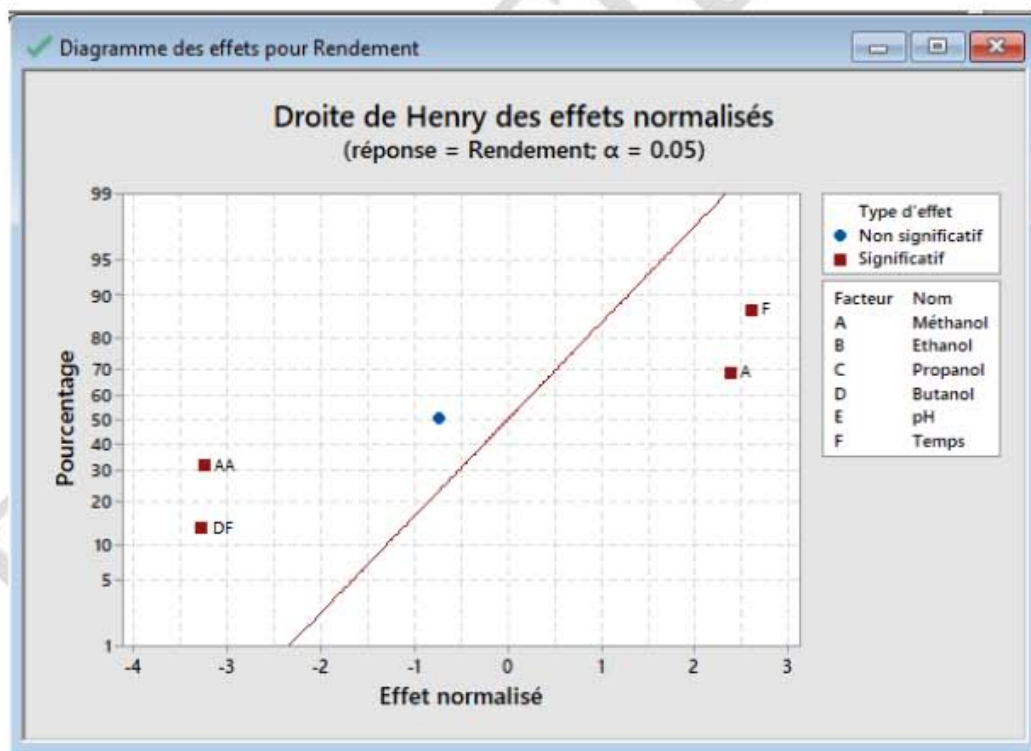 Diagramme des effets pour Rendement
Droite de Henry des effets normalisés
(réponse = Rendement; α = 0.05)
Pourcentage
99
95
90
80
70
60
50
40
30
20
10
5
1
F
A
AA
DF
-4 -3 -2 -1 0 1 2 3
Effet normalisé
Type d'effet
Non significatif
Significatif
Facteur Nom
A Méthanol
B Ethanol
C Propanol
D Butanol
E pH
F Temps